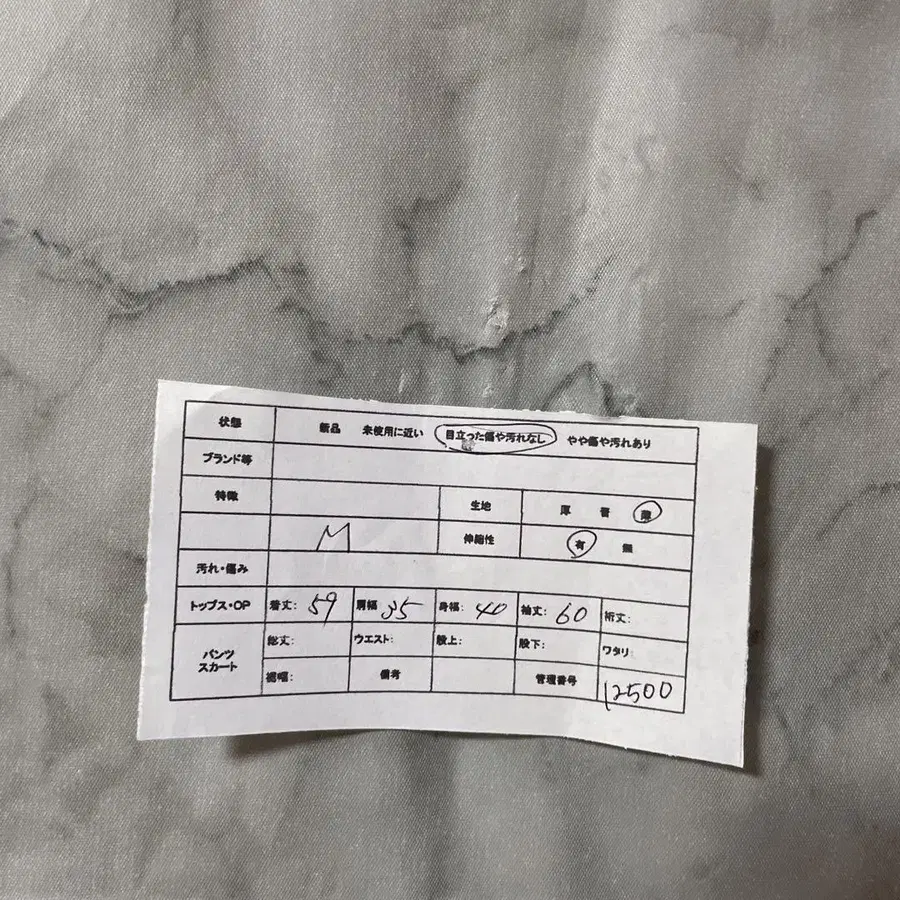 状態 新品 未使用に近い 目立った傷や汚れなし やや傷や汚れあり
ブランド等
特徴 生地 厚 普 薄
M 伸縮性 有 無
汚れ・傷み
トップス・OP 着丈: 59 肩幅: 35 身幅: 40 袖丈: 60 裄丈:
パンツ スカート 総丈: ウエスト: 股上: 股下: ワタリ:
裾幅: 備考 管理番号 12500